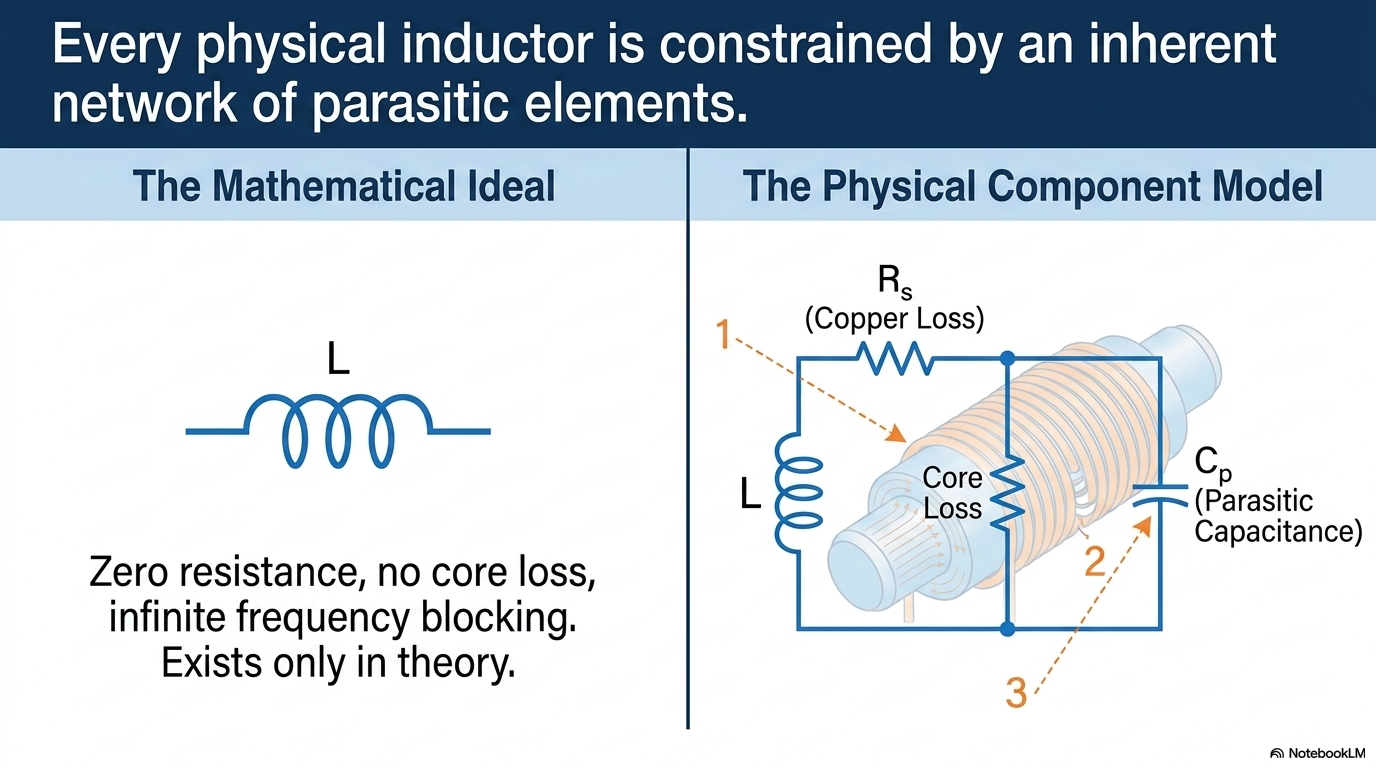 Every physical inductor is constrained by an inherent
network of parasitic elements.
The Mathematical Ideal
L
Zero resistance, no core loss,
infinite frequency blocking.
Exists only in theory.
The Physical Component Model
Rs
(Copper Loss)
1
L
Core
Loss
Cp
(Parasitic
Capacitance)
2
3
NotebookLM